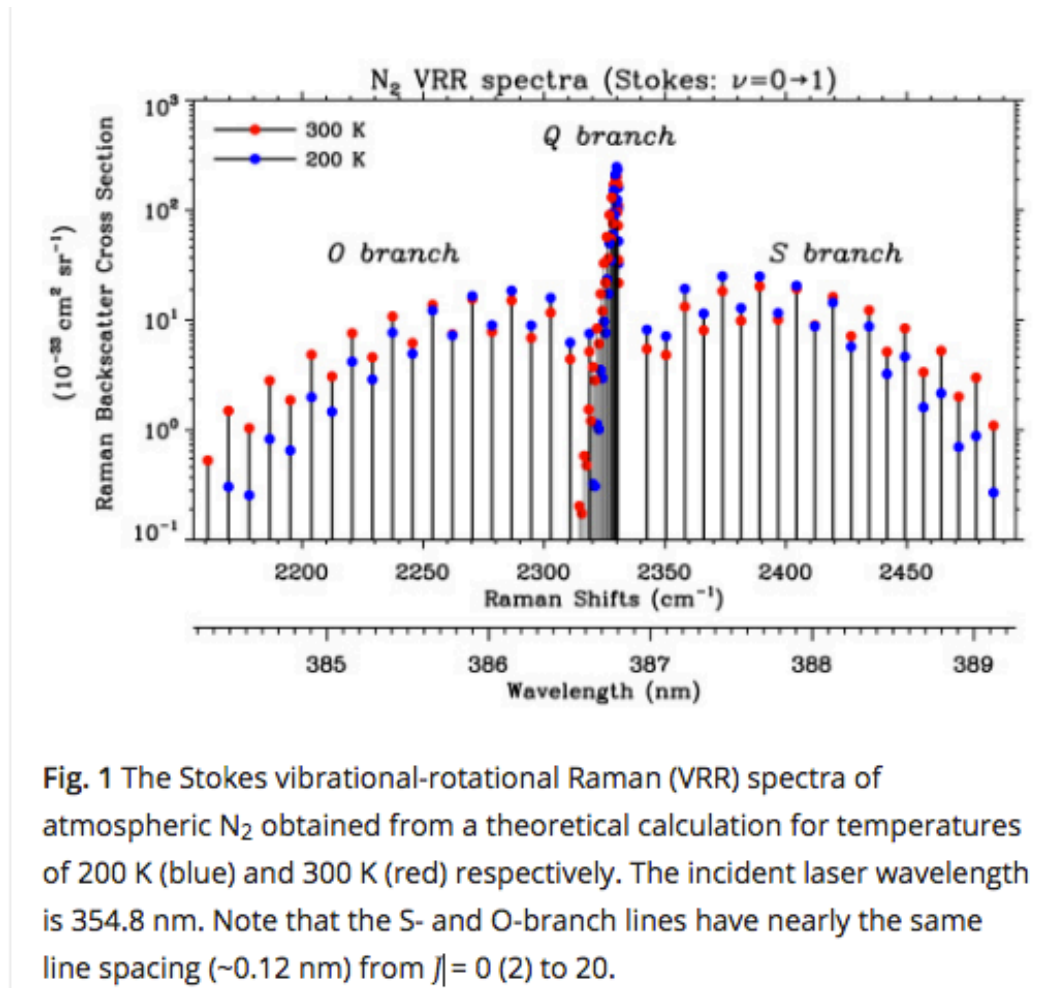 N₂ VRR spectra (Stokes: ν=0→1)
10³
300 K
200 K
Q branch
10²
O branch
S branch
10¹
10⁰
10⁻¹
Raman Backscatter Cross Section
(10⁻³³ cm² sr⁻¹)
2200 2250 2300 2350 2400 2450
Raman Shifts (cm⁻¹)
385 386 387 388 389
Wavelength (nm)
Fig. 1 The Stokes vibrational-rotational Raman (VRR) spectra of
atmospheric N₂ obtained from a theoretical calculation for temperatures
of 200 K (blue) and 300 K (red) respectively. The incident laser wavelength
is 354.8 nm. Note that the S- and O-branch lines have nearly the same
line spacing (~0.12 nm) from J = 0 (2) to 20.